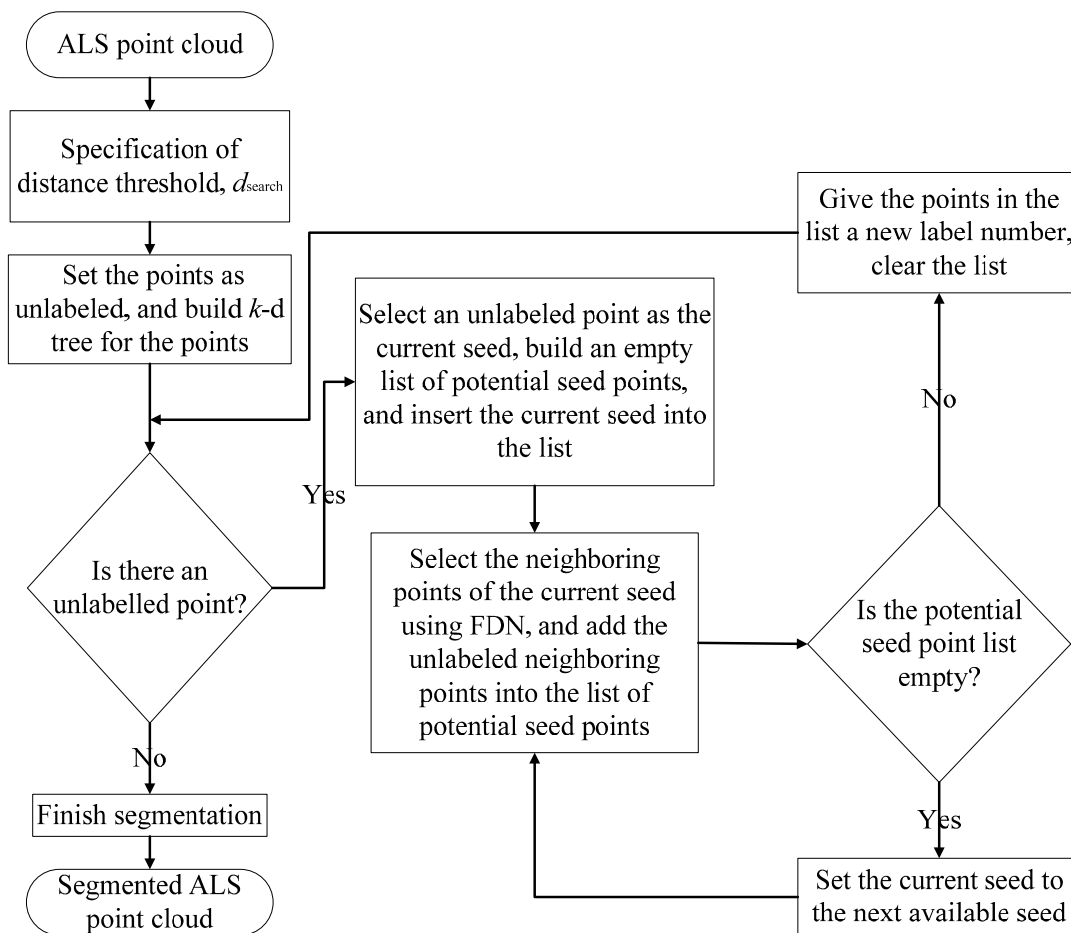 ALS point cloud
Specification of
distance threshold, dsearch
Set the points as
unlabeled, and build k-d
tree for the points
Is there an
unlabelled point?
Yes
No
Finish segmentation
Segmented ALS
point cloud
Select an unlabeled point as the
current seed, build an empty
list of potential seed points,
and insert the current seed into
the list
Select the neighboring
points of the current seed
using FDN, and add the
unlabeled neighboring
points into the list of
potential seed points
Is the potential
seed point list
empty?
No
Give the points in the
list a new label number,
clear the list
Yes
Set the current seed to
the next available seed